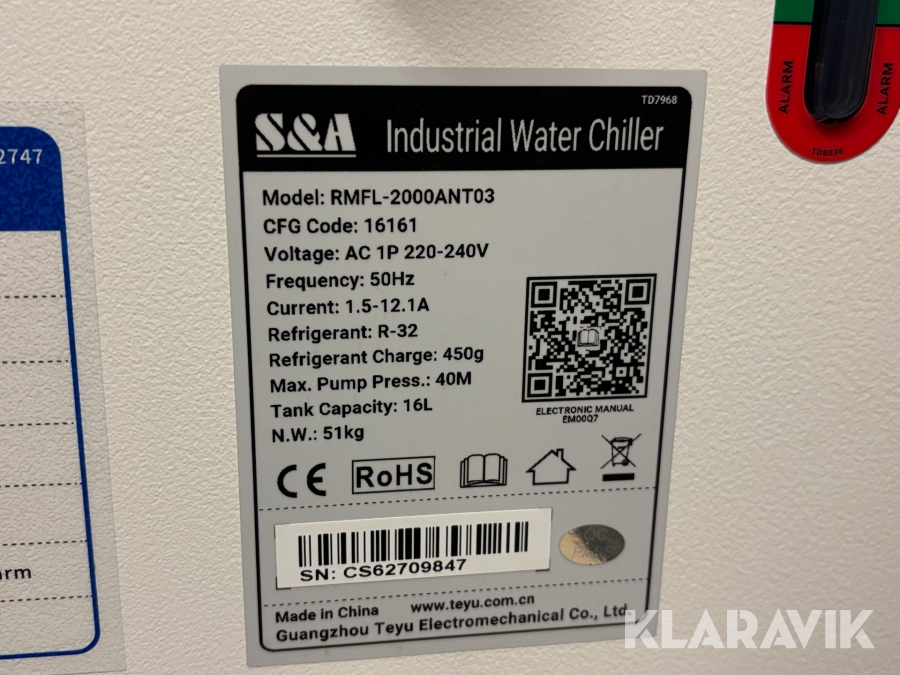 2747
TD7968
S&A Industrial Water Chiller
Model: RMFL-2000ANT03
CFG Code: 16161
Voltage: AC 1P 220-240V
Frequency: 50Hz
Current: 1.5-12.1A
Refrigerant: R-32
Refrigerant Charge: 450g
Max. Pump Press.: 40M
Tank Capacity: 16L
N.W.: 51kg
ELECTRONIC MANUAL
EM00Q7
CE RoHS
SN: CS62709847
QC
PASS
Made in China www.teyu.com.cn
Guangzhou Teyu Electromechanical Co., Ltd.
ALARM
ALARM
TD8036
arm
KLARAVIK